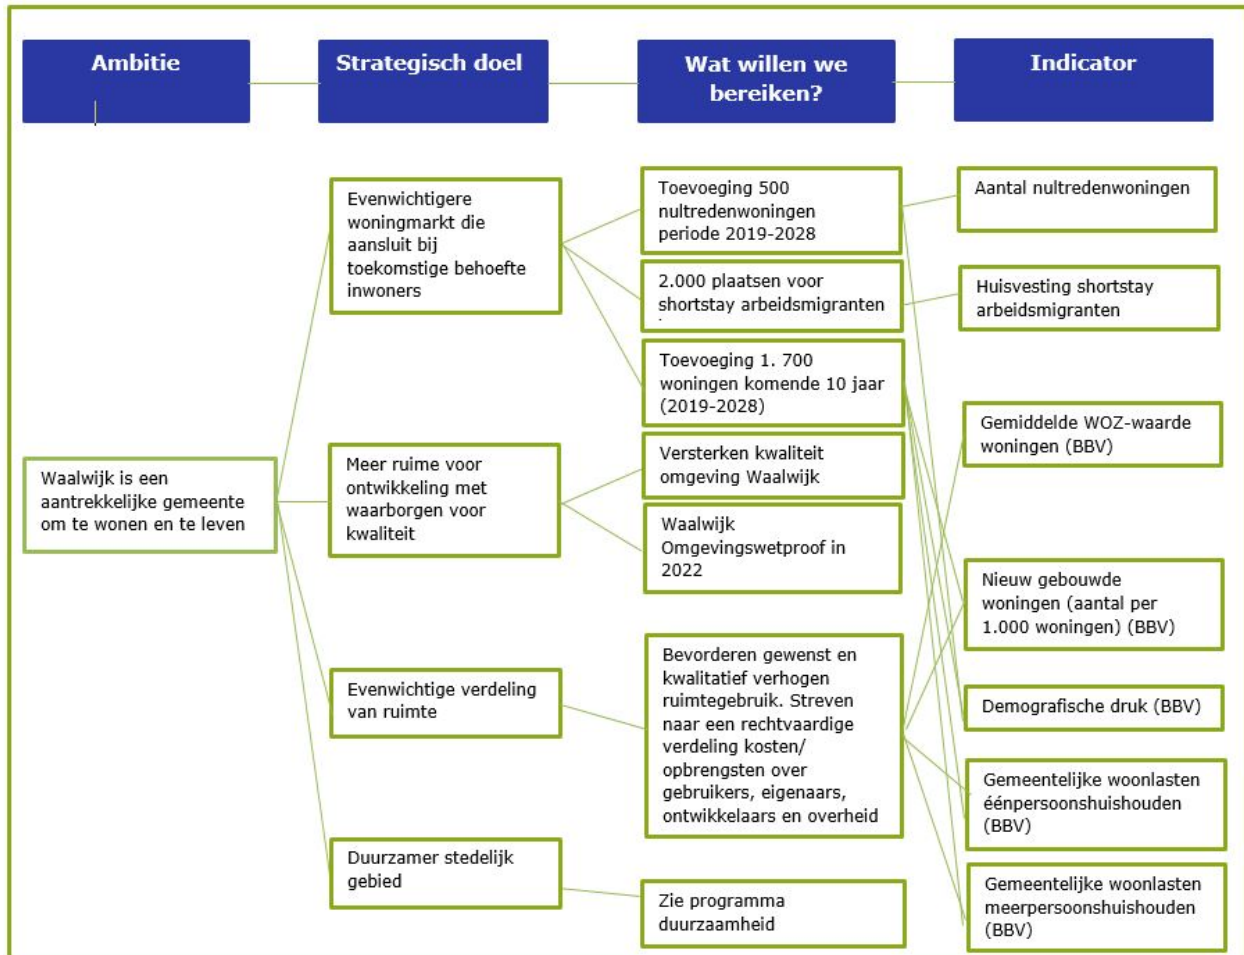 Ambitie
Strategisch doel
Wat willen we
bereiken?
Indicator
Waalwijk is een
aantrekkelijke gemeente
om te wonen en te leven
Evenwichtigere
woningmarkt die
aansluit bij
toekomstige behoefte
inwoners
Meer ruime voor
ontwikkeling met
waarborgen voor
kwaliteit
Evenwichtige verdeling
van ruimte
Duurzamer stedelijk
gebied
Toevoeging 500
nultredenwoningen
periode 2019-2028
2.000 plaatsen voor
shortstay arbeidsmigranten
Toevoeging 1. 700
woningen komende 10 jaar
(2019-2028)
Versterken kwaliteit
omgeving Waalwijk
Waalwijk
Omgevingswetproof in
2022
Bevorderen gewenst en
kwalitatief verhogen
ruimtegebruik. Streven
naar een rechtvaardige
verdeling kosten/
opbrengsten over
gebruikers, eigenaars,
ontwikkelaars en overheid
Zie programma
duurzaamheid
Aantal nultredenwoningen
Huisvesting shortstay
arbeidsmigranten
Gemiddelde WOZ-waarde
woningen (BBV)
Nieuw gebouwde
woningen (aantal per
1.000 woningen) (BBV)
Demografische druk (BBV)
Gemeentelijke woonlasten
éénpersoonshuishouden
(BBV)
Gemeentelijke woonlasten
meerpersoonshuishouden
(BBV)